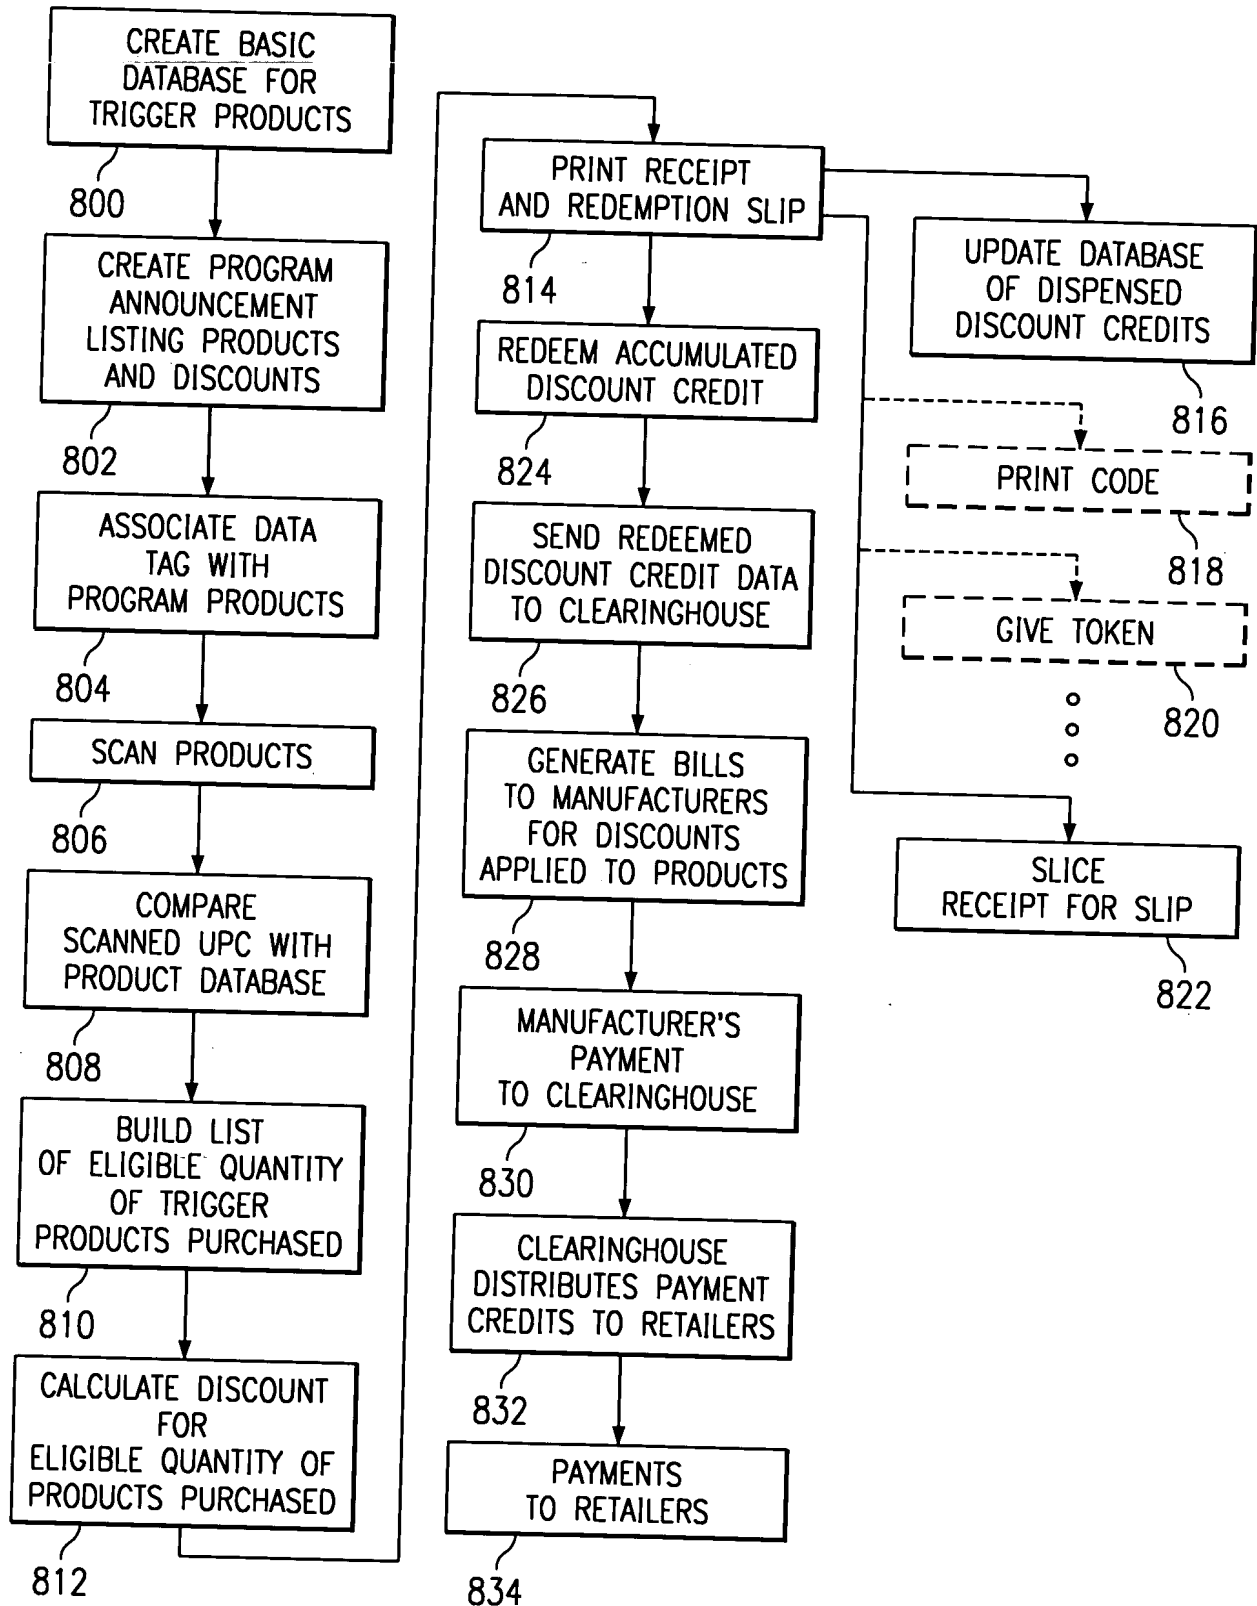 CREATE BASIC
DATABASE FOR
TRIGGER PRODUCTS
800
CREATE PROGRAM
ANNOUNCEMENT
LISTING PRODUCTS
AND DISCOUNTS
802
ASSOCIATE DATA
TAG WITH
PROGRAM PRODUCTS
804
SCAN PRODUCTS
806
COMPARE
SCANNED UPC WITH
PRODUCT DATABASE
808
BUILD LIST
OF ELIGIBLE QUANTITY
OF TRIGGER
PRODUCTS PURCHASED
810
CALCULATE DISCOUNT
FOR
ELIGIBLE QUANTITY OF
PRODUCTS PURCHASED
812
PRINT RECEIPT
AND REDEMPTION SLIP
814
REDEEM ACCUMULATED
DISCOUNT CREDIT
824
SEND REDEEMED
DISCOUNT CREDIT DATA
TO CLEARINGHOUSE
826
GENERATE BILLS
TO MANUFACTURERS
FOR DISCOUNTS
APPLIED TO PRODUCTS
828
MANUFACTURER'S
PAYMENT
TO CLEARINGHOUSE
830
CLEARINGHOUSE
DISTRIBUTES PAYMENT
CREDITS TO RETAILERS
832
PAYMENTS
TO RETAILERS
834
UPDATE DATABASE
OF DISPENSED
DISCOUNT CREDITS
816
PRINT CODE
818
GIVE TOKEN
820
SLICE
RECEIPT FOR SLIP
822